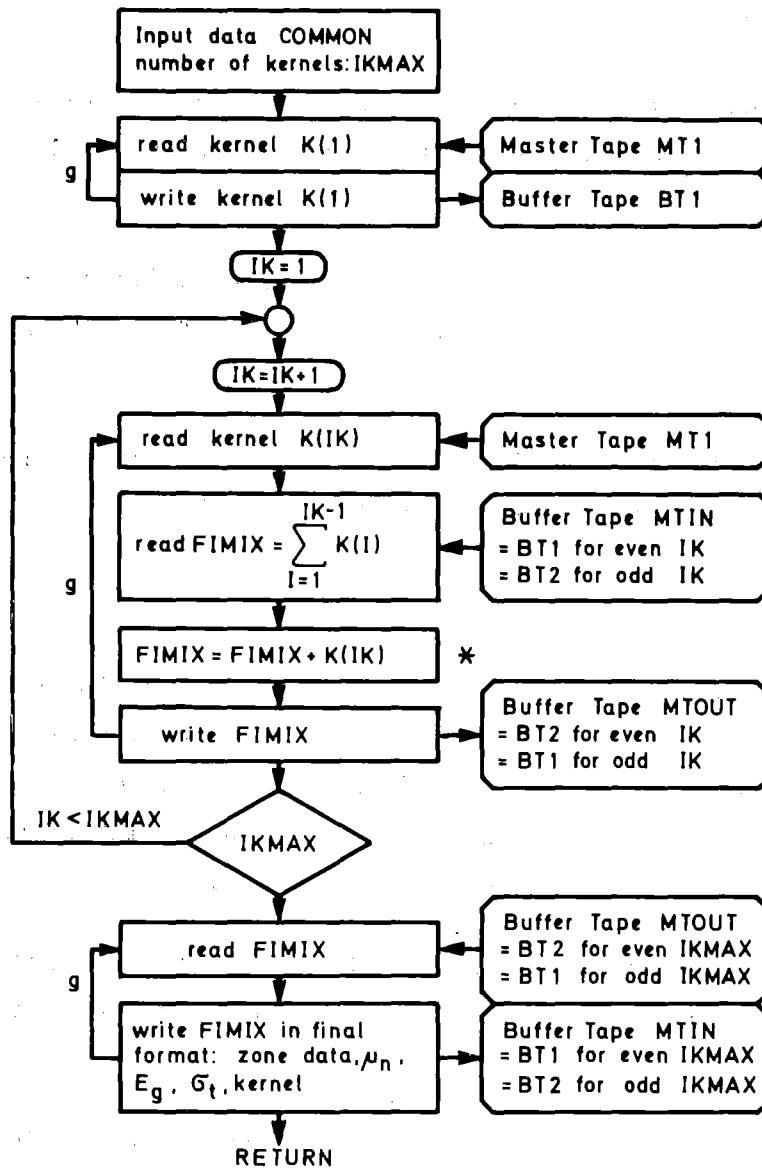 Input data COMMON
number of kernels:IKMAX
read kernel K(1)
Master Tape MT1
g
write kernel K(1)
Buffer Tape BT1
IK=1
IK=IK+1
read kernel K(IK)
Master Tape MT1
IK-1
read FIMIX = ∑ K(I)
I=1
Buffer Tape MTIN
= BT1 for even IK
= BT2 for odd IK
g
FIMIX = FIMIX + K(IK)
*
write FIMIX
Buffer Tape MTOUT
= BT2 for even IK
= BT1 for odd IK
IK < IKMAX
IKMAX
read FIMIX
Buffer Tape MTOUT
= BT2 for even IKMAX
= BT1 for odd IKMAX
g
write FIMIX in final
format: zone data, μn,
Eg, σt, kernel
Buffer Tape MTIN
= BT1 for even IKMAX
= BT2 for odd IKMAX
RETURN